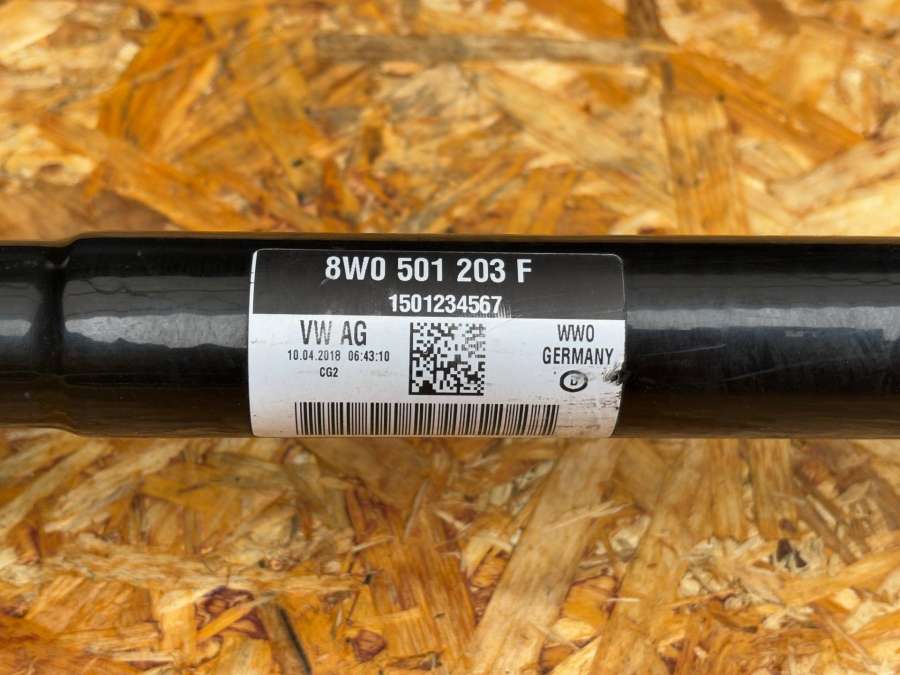 8W0 501 203 F
1501234567
VW AG
10.04.2018 06:43:10
CG2
WWO
GERMANY
D